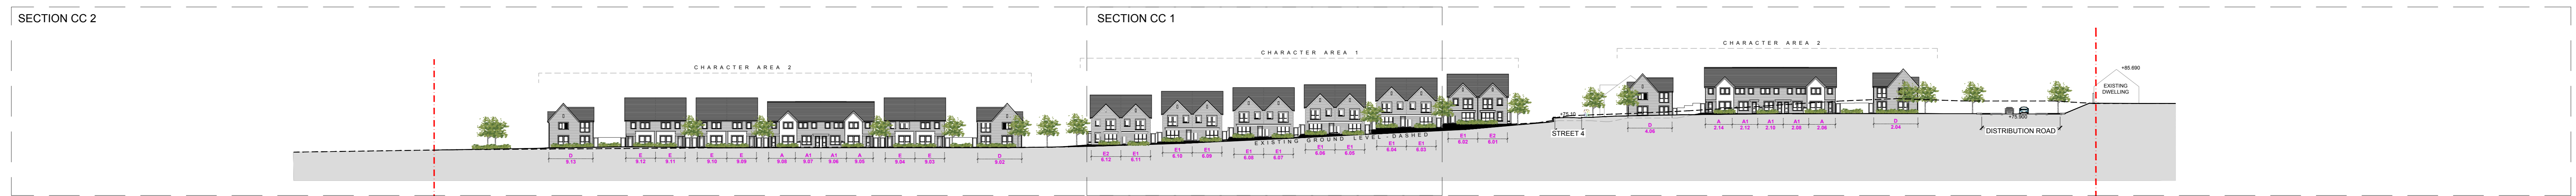 SECTION CC 2
SECTION CC 1
CHARACTER AREA 2
CHARACTER AREA 1
CHARACTER AREA 2
+85.690
EXISTING
DWELLING
+75.10
STREET 4
+75.900
DISTRIBUTION ROAD
EXISTING GROUND LEVEL DASHED
D
9.13
E E
9.12 9.11
E E
9.10 9.09
A A1 A1 A
9.08 9.07 9.06 9.05
E E
9.04 9.03
D
9.02
E2 E1
6.12 6.11
E1 E1
6.10 6.09
E1 E1
6.08 6.07
E1 E1
6.06 6.05
E1 E1
6.04 6.03
E1 E2
6.02 6.01
D
4.06
A A1 A1 A1 A
2.14 2.12 2.10 2.08 2.06
D
2.04